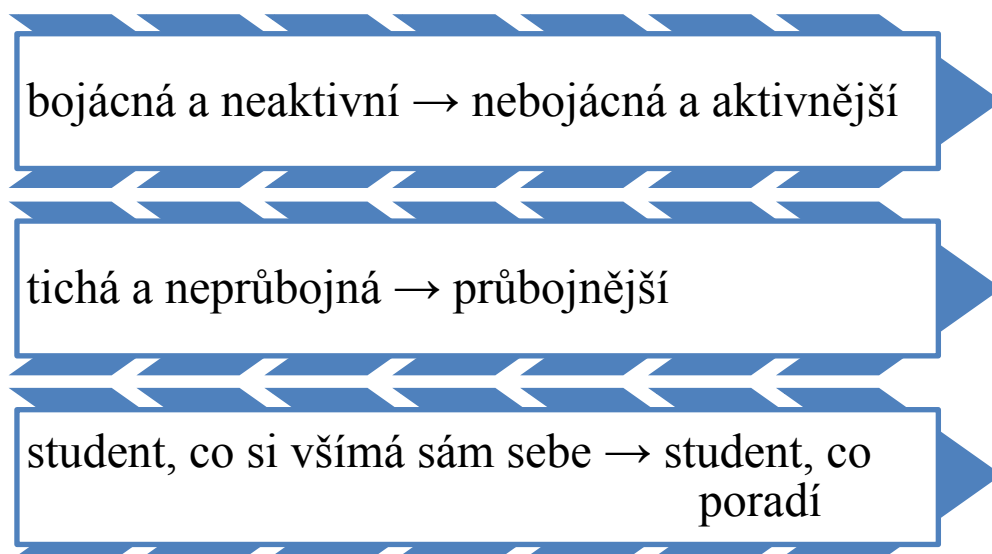 bojácná a neaktivní → nebojácná a aktivnější
tichá a neprůbojná → průbojnější
student, co si všímá sám sebe → student, co
poradí